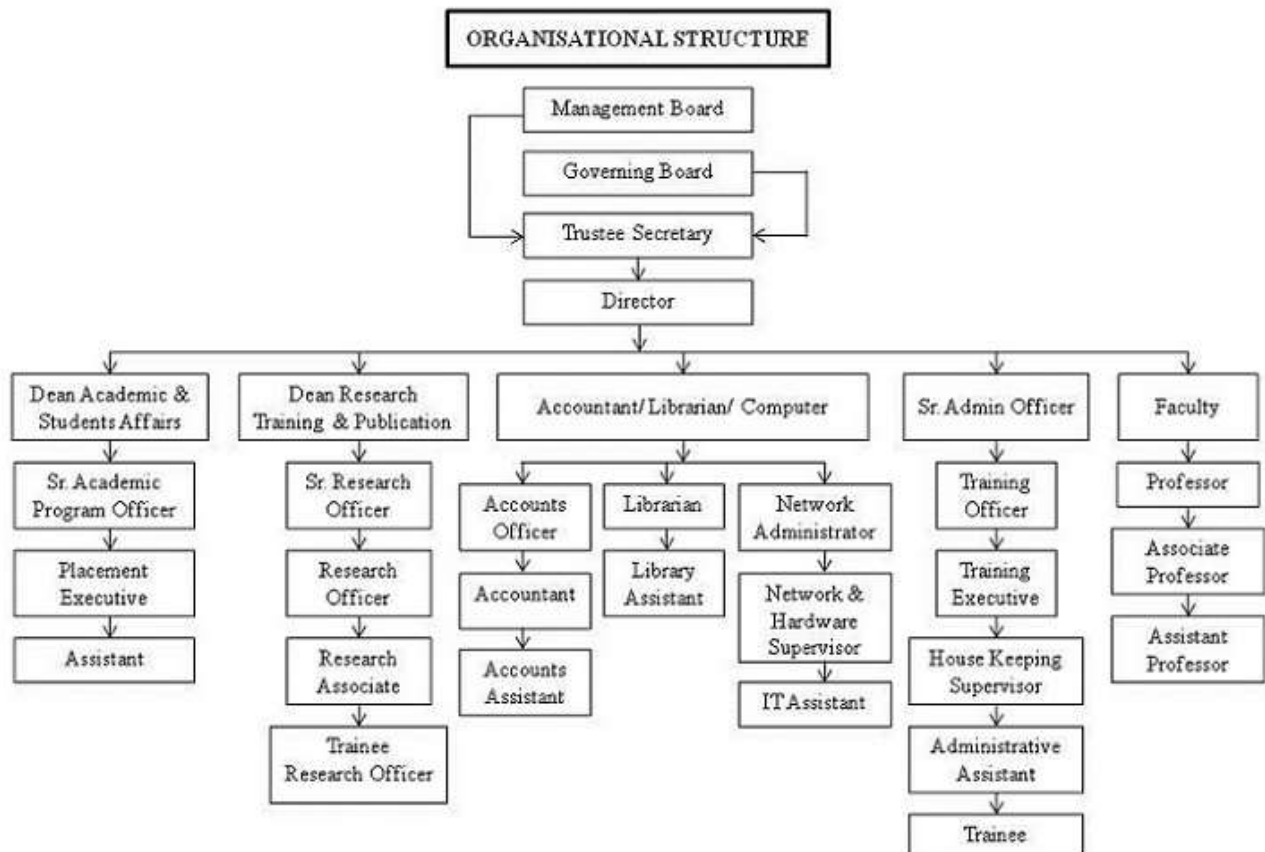 ORGANISATIONAL STRUCTURE
Management Board
Governing Board
Trustee Secretary
Director
Dean Academic &
Students Affairs
Dean Research
Training & Publication
Accountant/ Librarian/ Computer
Sr. Admin Officer
Faculty
Sr. Academic
Program Officer
Placement
Executive
Assistant
Sr. Research
Officer
Research
Officer
Research
Associate
Trainee
Research Officer
Accounts
Officer
Accountant
Accounts
Assistant
Librarian
Library
Assistant
Network
Administrator
Network &
Hardware
Supervisor
IT Assistant
Training
Officer
Training
Executive
House Keeping
Supervisor
Administrative
Assistant
Trainee
Professor
Associate
Professor
Assistant
Professor